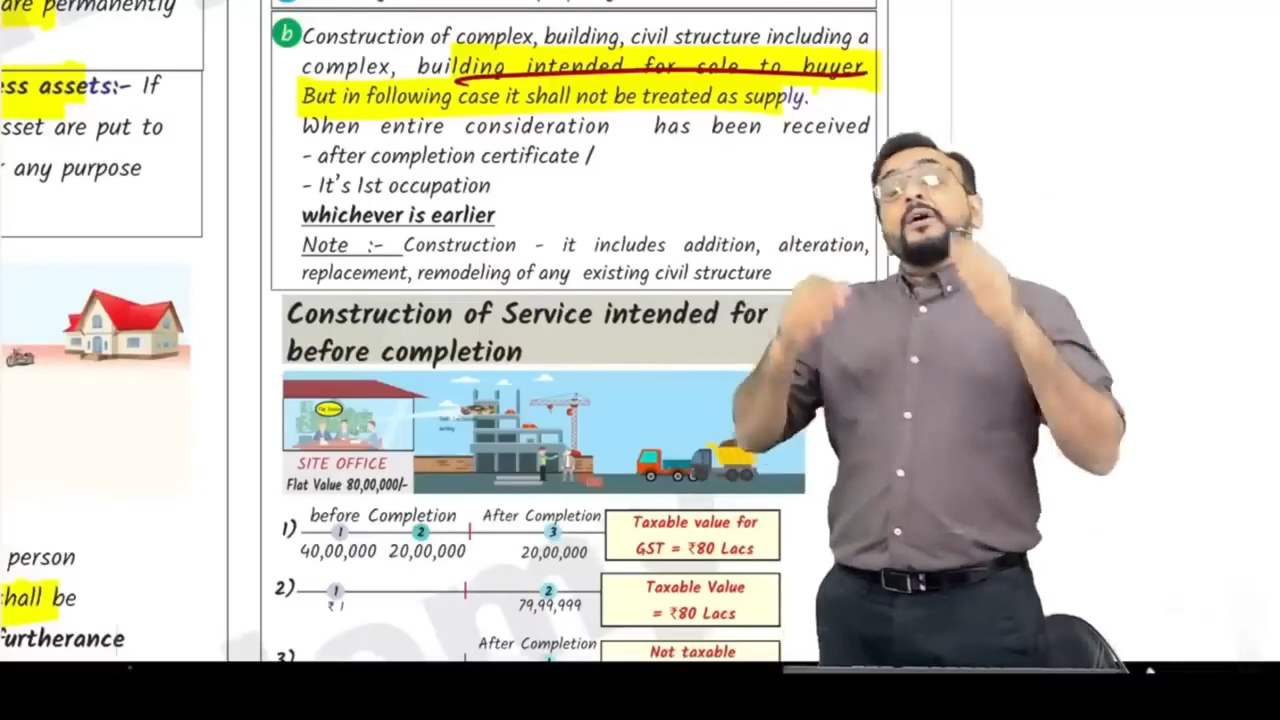 are permanently
ess assets:- If
sset are put to
any purpose
person
hall be
furtherance
b Construction of complex, building, civil structure including a
complex, building intended for sale to buyer
But in following case it shall not be treated as supply.
When entire consideration has been received
- after completion certificate /
- It's 1st occupation
whichever is earlier
Note :- Construction - it includes addition, alteration,
replacement, remodeling of any existing civil structure
Construction of Service intended for
before completion
SITE OFFICE
Flat Value 80,00,000/-
1) before Completion After Completion
1 2 3
40,00,000 20,00,000 20,00,000
Taxable value for
GST = ₹80 Lacs
2) 1 2
₹ 1 79,99,999
Taxable Value
= ₹80 Lacs
After Completion
Not taxable